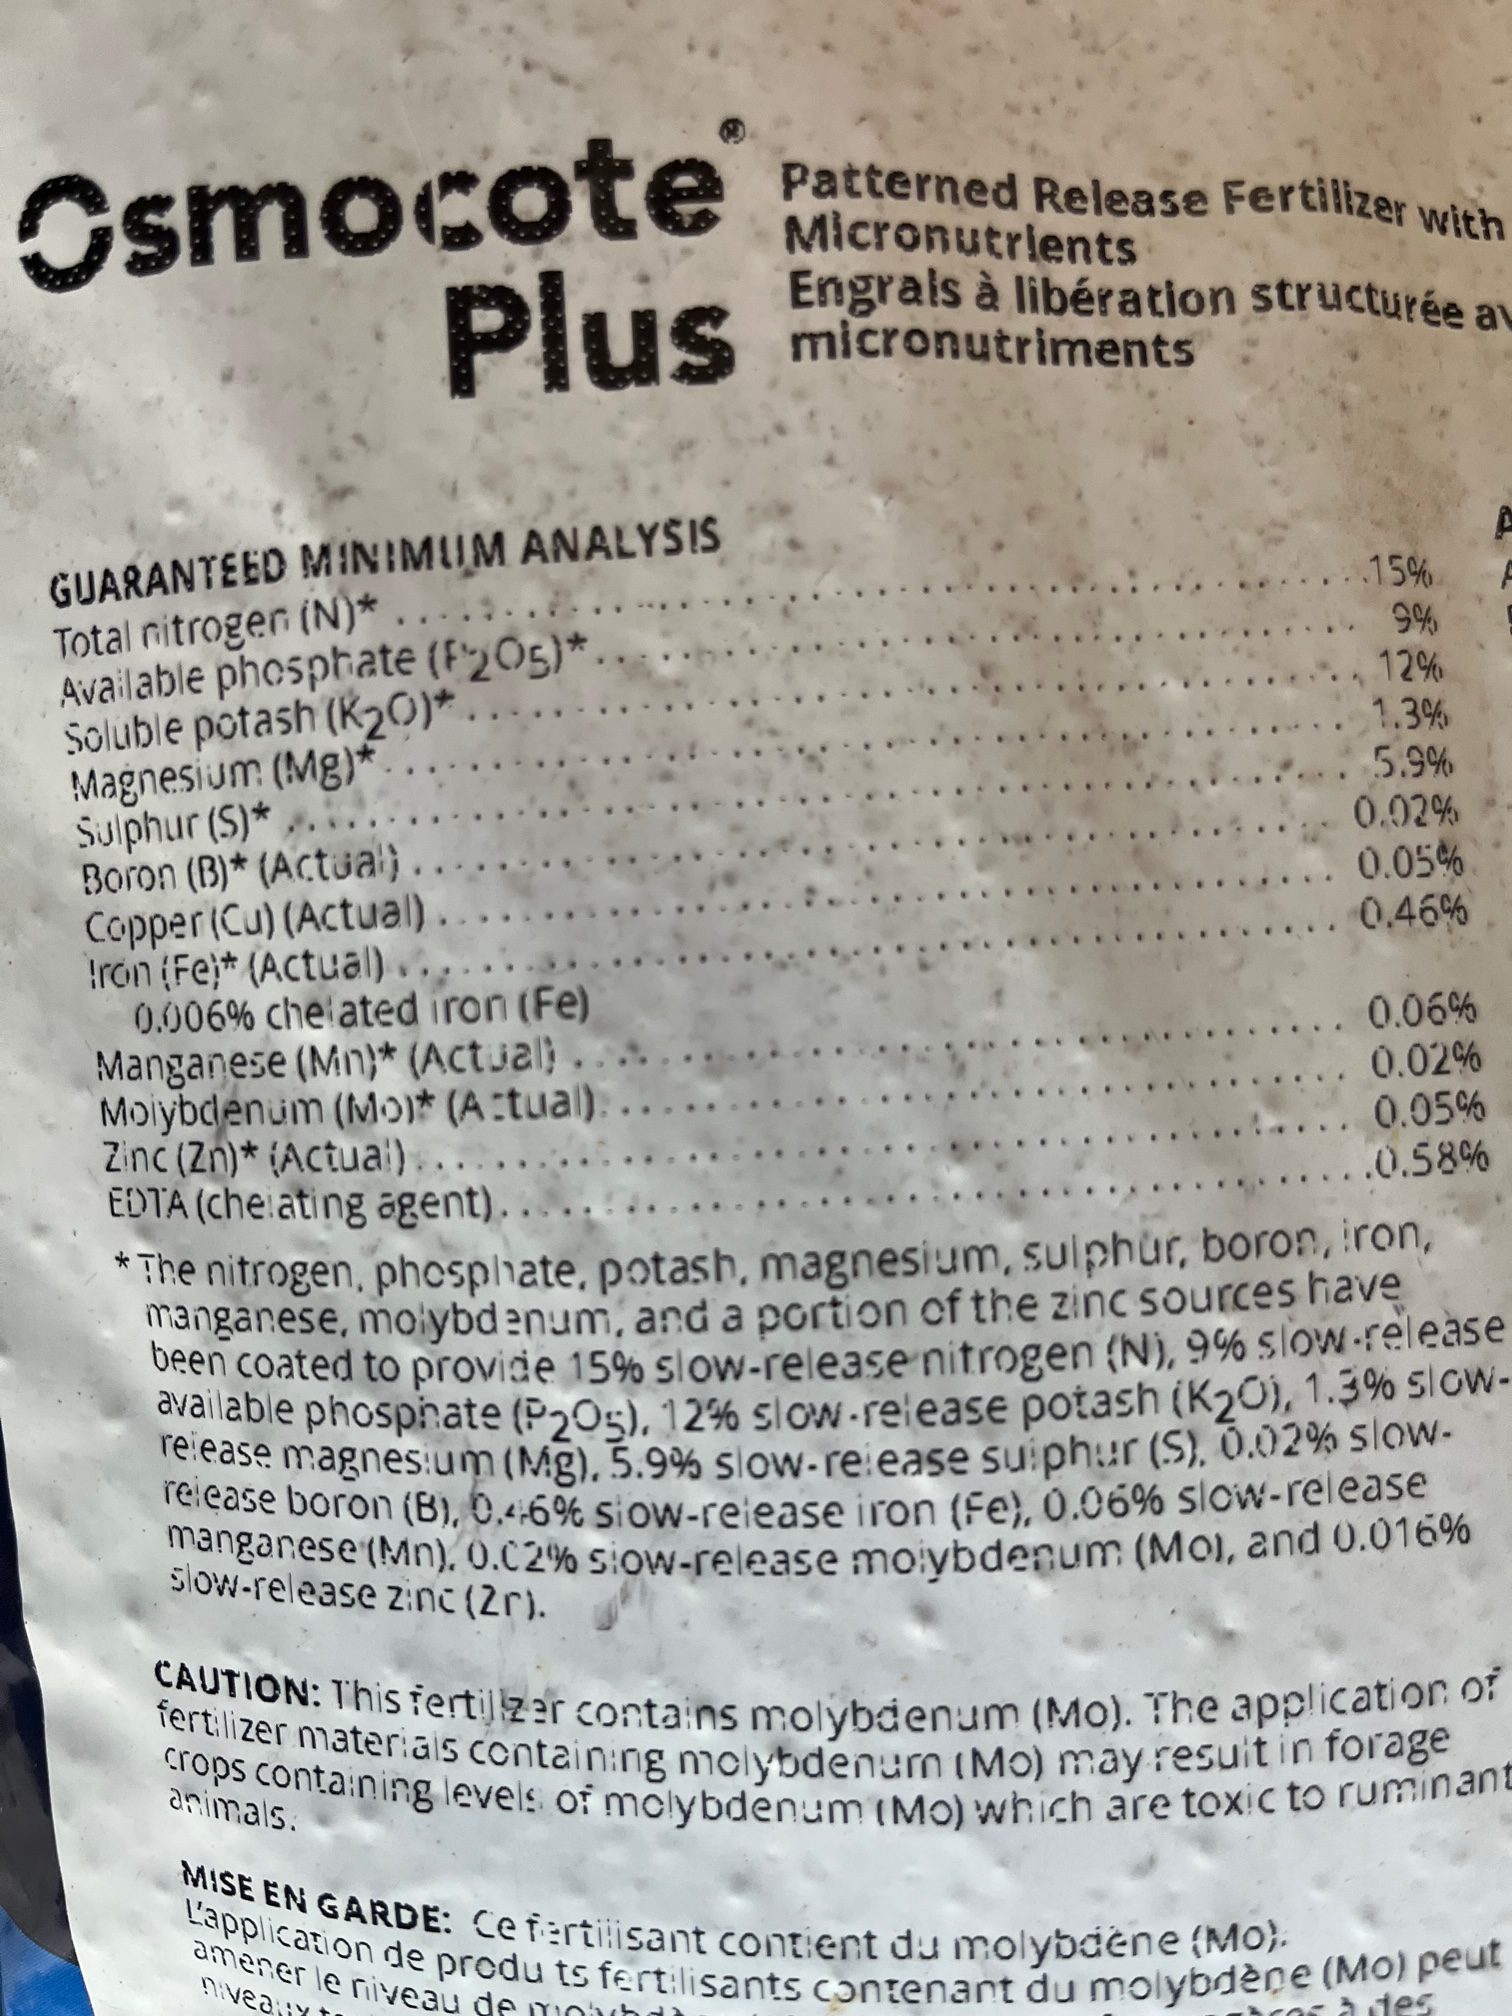 Osmocote®
Plus
Patterned Release Fertilizer with
Micronutrients
Engrais à libération structurée
micronutriments
GUARANTEED MINIMUM ANALYSIS
Total nitrogen (N)* .......... 15%
Available phosphate (P2O5)* .......... 9%
Soluble potash (K2O)* .......... 12%
Magnesium (Mg)* .......... 1.3%
Sulphur (S)* .......... 5.9%
Boron (B)* (Actual) .......... 0.02%
Copper (Cu) (Actual) .......... 0.05%
Iron (Fe)* (Actual) .......... 0.46%
0.006% chelated iron (Fe)
Manganese (Mn)* (Actual) .......... 0.06%
Molybdenum (Mo)* (Actual) .......... 0.02%
Zinc (Zn)* (Actual) .......... 0.05%
EDTA (chelating agent) .......... 0.58%
* The nitrogen, phosphate, potash, magnesium, sulphur, boron, iron,
manganese, molybdenum, and a portion of the zinc sources have
been coated to provide 15% slow-release nitrogen (N), 9% slow-release
available phosphate (P2O5), 12% slow-release potash (K2O), 1.3% slow-
release magnesium (Mg), 5.9% slow-release sulphur (S), 0.02% slow-
release boron (B), 0.46% slow-release iron (Fe), 0.06% slow-release
manganese (Mn), 0.02% slow-release molybdenum (Mo), and 0.016%
slow-release zinc (Zn).
CAUTION: This fertilizer contains molybdenum (Mo). The application of
fertilizer materials containing molybdenum (Mo) may result in forage
crops containing levels of molybdenum (Mo) which are toxic to ruminant
animals.
MISE EN GARDE: Ce fertilisant contient du molybdène (Mo).
L'application de produits fertilisants contenant du molybdène (Mo) peut
amener le niveau de
niveaux